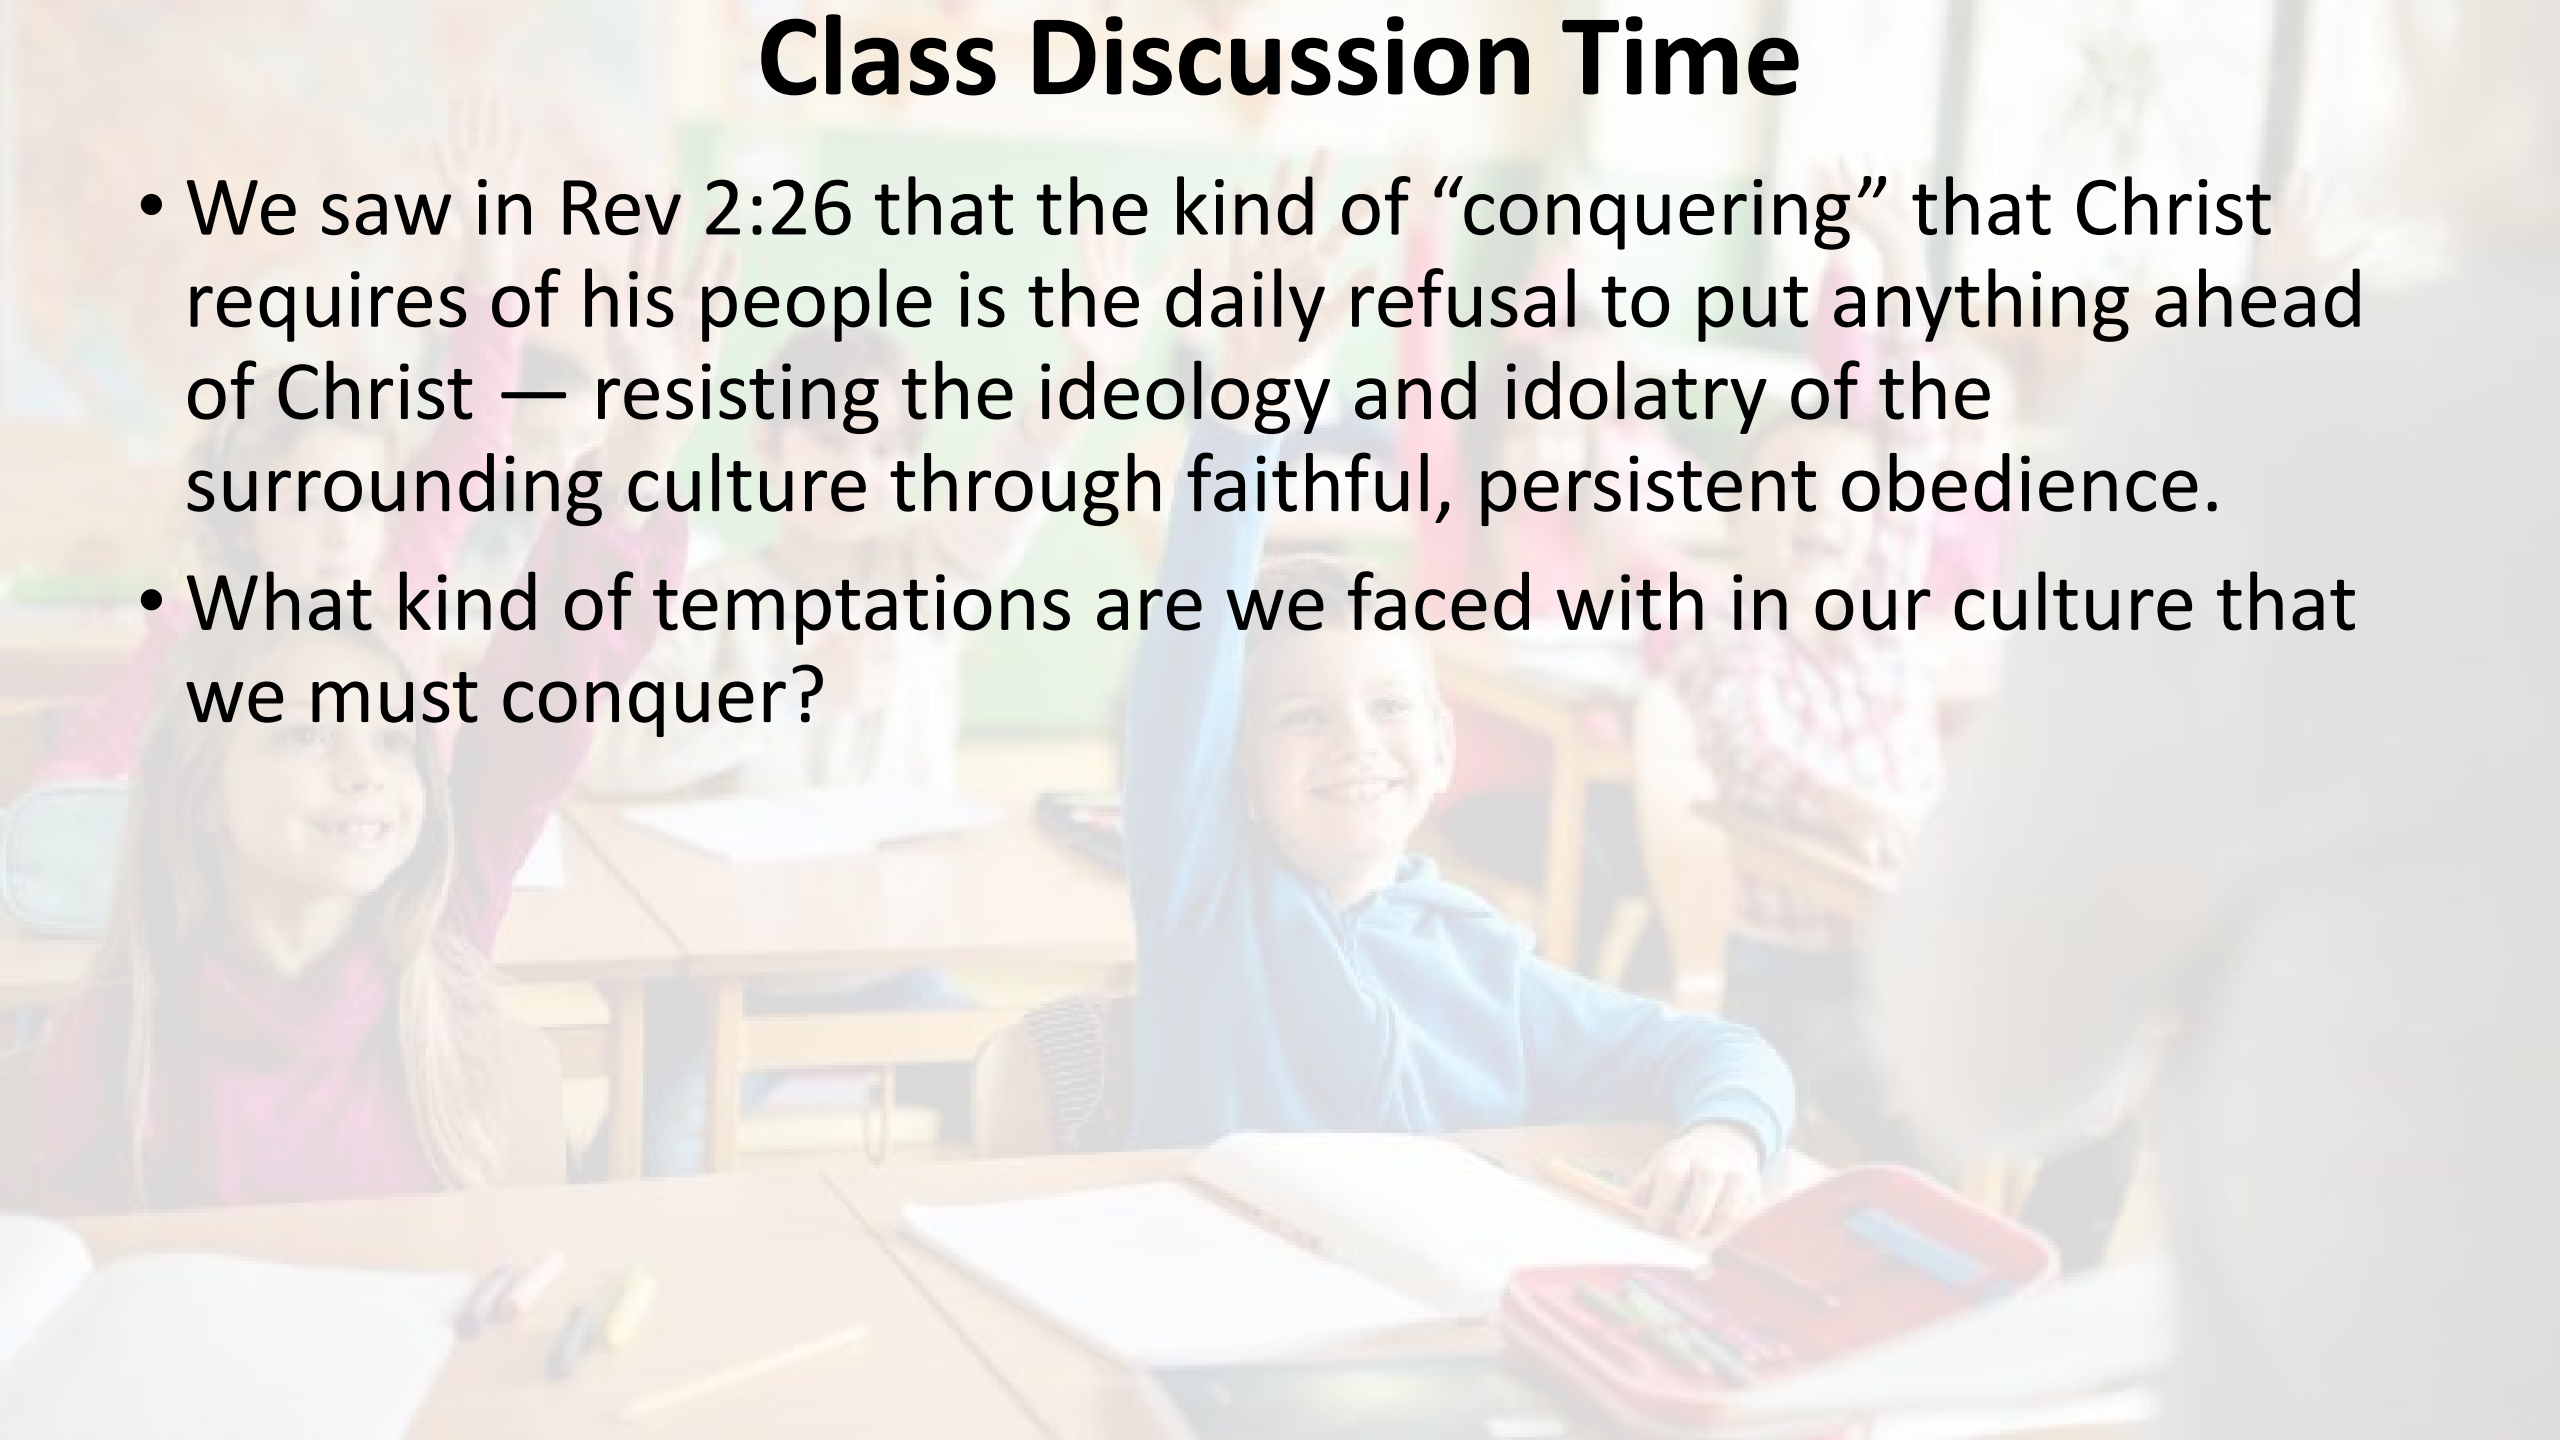 Class Discussion Time
• We saw in Rev 2:26 that the kind of “conquering” that Christ
requires of his people is the daily refusal to put anything ahead
of Christ — resisting the ideology and idolatry of the
surrounding culture through faithful, persistent obedience.
• What kind of temptations are we faced with in our culture that
we must conquer?